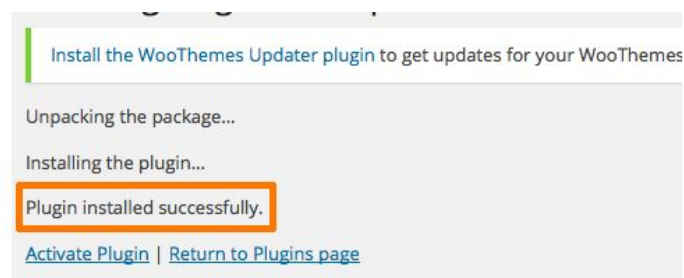 Install the WooThemes Updater plugin to get updates for your WooThemes
Unpacking the package...
Installing the plugin...
Plugin installed successfully.
Activate Plugin | Return to Plugins page